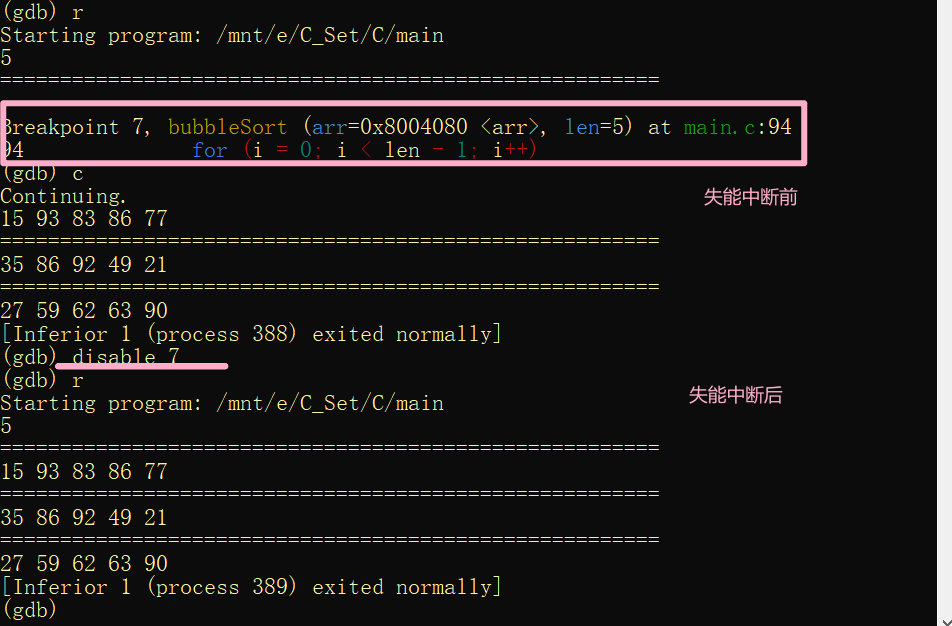 (gdb) r
Starting program: /mnt/e/C_Set/C/main
5
=======================================================
Breakpoint 7, bubbleSort (arr=0x8004080 <arr>, len=5) at main.c:94
94 for (i = 0; i < len - 1; i++)
(gdb) c
Continuing.
失能中断前
15 93 83 86 77
=======================================================
35 86 92 49 21
=======================================================
27 59 62 63 90
[Inferior 1 (process 388) exited normally]
(gdb) disable 7
(gdb) r
失能中断后
Starting program: /mnt/e/C_Set/C/main
5
=======================================================
15 93 83 86 77
=======================================================
35 86 92 49 21
=======================================================
27 59 62 63 90
[Inferior 1 (process 389) exited normally]
(gdb)